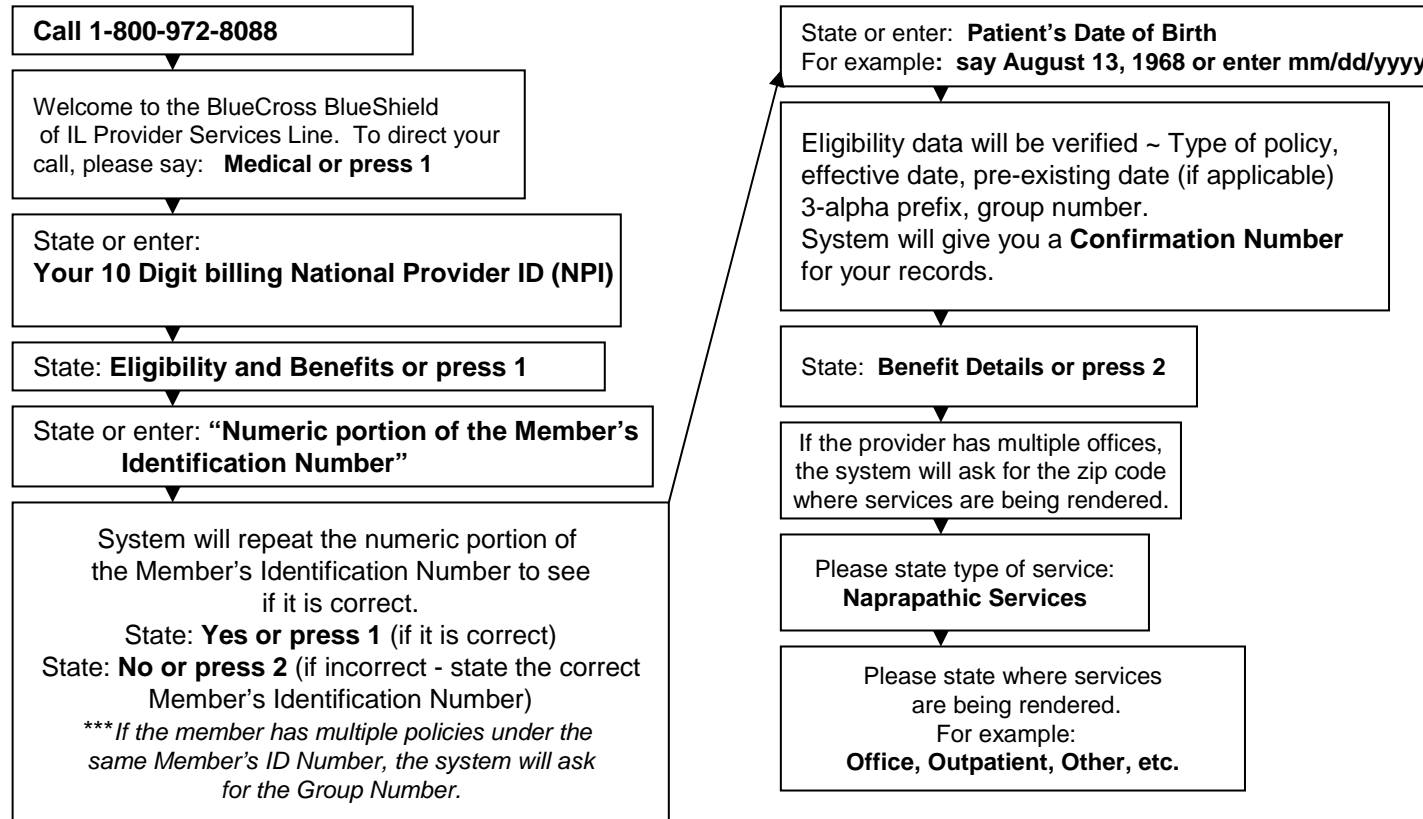 Call 1-800-972-8088
Welcome to the BlueCross BlueShield
of IL Provider Services Line. To direct your
call, please say: Medical or press 1
State or enter:
Your 10 Digit billing National Provider ID (NPI)
State: Eligibility and Benefits or press 1
State or enter: “Numeric portion of the Member’s
Identification Number”
System will repeat the numeric portion of
the Member’s Identification Number to see
if it is correct.
State: Yes or press 1 (if it is correct)
State: No or press 2 (if incorrect - state the correct
Member’s Identification Number)
***If the member has multiple policies under the
same Member’s ID Number, the system will ask
for the Group Number.
State or enter: Patient’s Date of Birth
For example: say August 13, 1968 or enter mm/dd/yyyy
Eligibility data will be verified ~ Type of policy,
effective date, pre-existing date (if applicable)
3-alpha prefix, group number.
System will give you a Confirmation Number
for your records.
State: Benefit Details or press 2
If the provider has multiple offices,
the system will ask for the zip code
where services are being rendered.
Please state type of service:
Naprapathic Services
Please state where services
are being rendered.
For example:
Office, Outpatient, Other, etc.